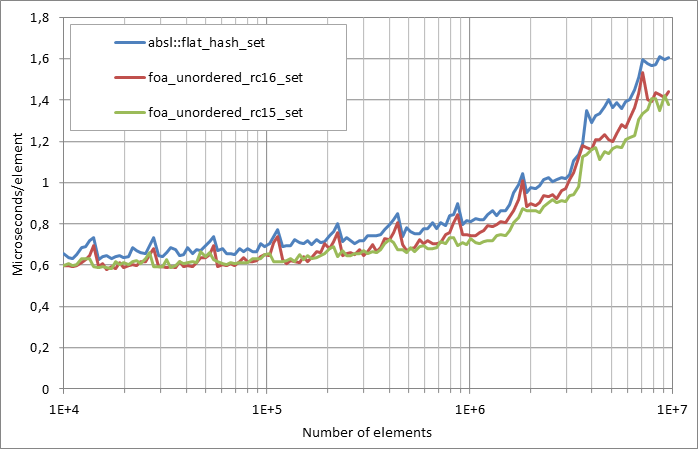 absl::flat_hash_set
foa_unordered_rc16_set
foa_unordered_rc15_set
Microseconds/element
1,8
1,6
1,4
1,2
1
0,8
0,6
0,4
0,2
0
1E+4 1E+5 1E+6 1E+7
Number of elements